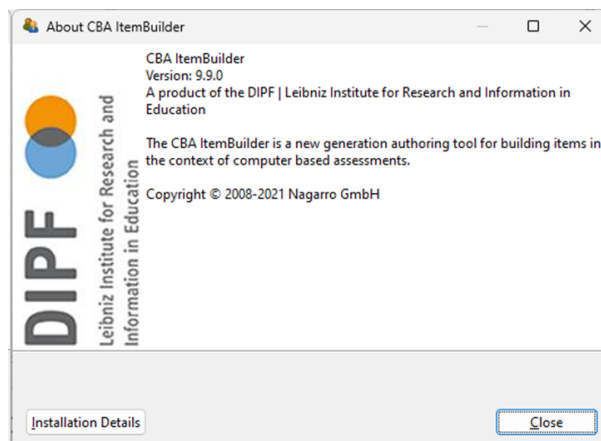 About CBA ItemBuilder
CBA ItemBuilder
Version: 9.9.0
A product of the DIPF | Leibniz Institute for Research and Information in
Education
The CBA ItemBuilder is a new generation authoring tool for building items in
the context of computer based assessments.
Copyright © 2008-2021 Nagarro GmbH
DIPF
Leibniz Institute for Research and
Information in Education
Installation Details
Close